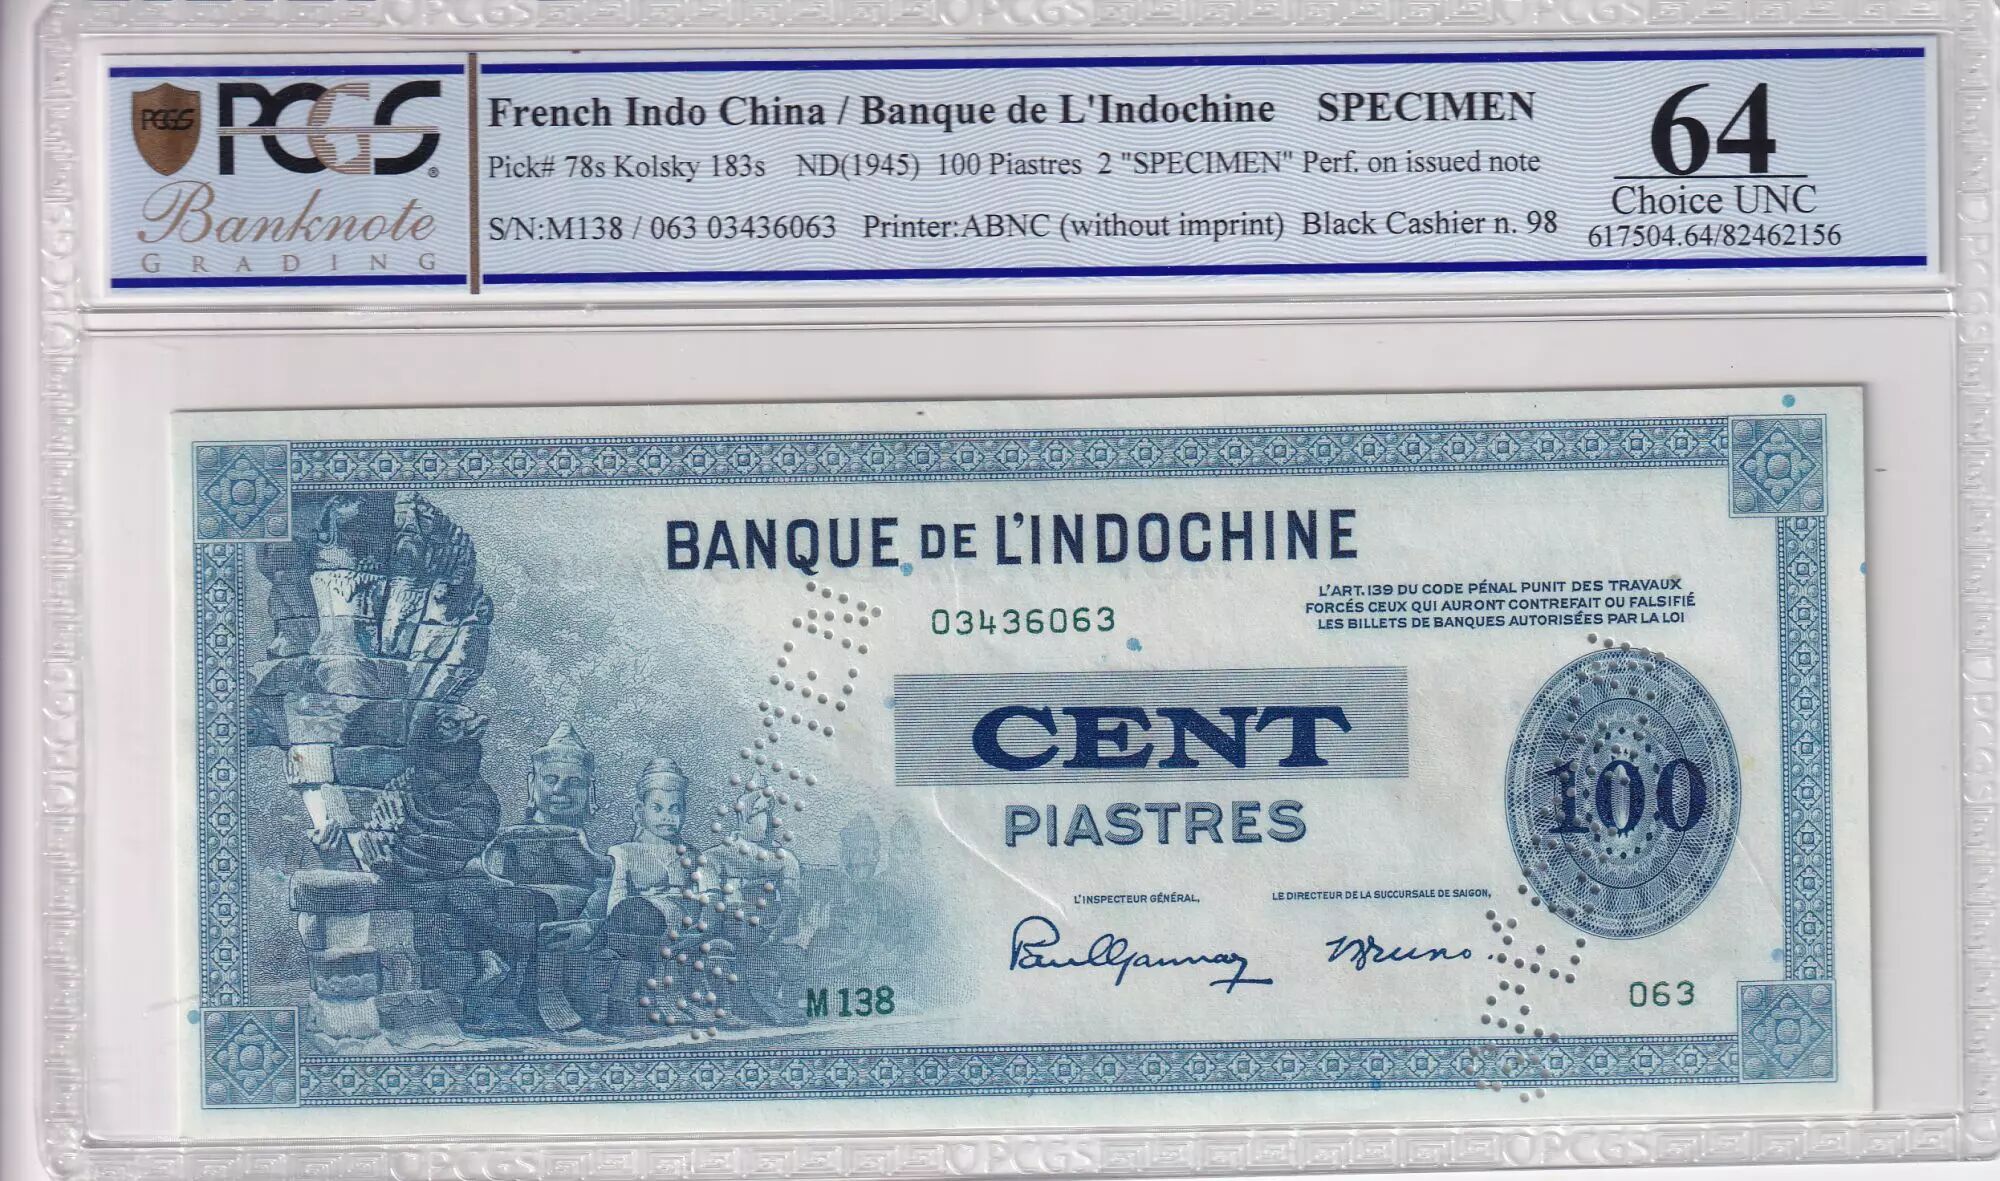 PCGS
PCGS
Banknote
GRADING
French Indo China / Banque de L'Indochine SPECIMEN
Pick# 78s Kolsky 183s ND(1945) 100 Piastres 2 "SPECIMEN" Perf. on issued note
S/N:M138 / 063 03436063 Printer:ABNC (without imprint) Black Cashier n. 98
64
Choice UNC
617504.64/82462156
BANQUE DE L'INDOCHINE
L'ART.139 DU CODE PÉNAL PUNIT DES TRAVAUX
FORCÉS CEUX QUI AURONT CONTREFAIT OU FALSIFIÉ
LES BILLETS DE BANQUES AUTORISÉES PAR LA LOI
03436063
CENT
PIASTRES
100
SPECIMEN
SPECIMEN
L'INSPECTEUR GÉNÉRAL,
LE DIRECTEUR DE LA SUCCURSALE DE SAIGON,
M 138
063